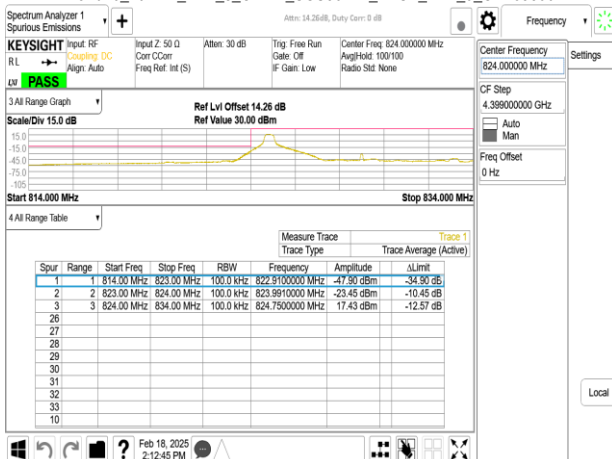 Spectrum Analyzer 1
Spurious Emissions
Attn: 14.26dB, Duty Corr: 0 dB
Frequency
KEYSIGHT Input: RF Input Z: 50 Ω Atten: 30 dB Trig: Free Run Center Freq: 824.000000 MHz
RL Coupling: DC Corr CCorr Gate: Off Avg|Hold: 100/100
Align: Auto Freq Ref: Int (S) IF Gain: Low Radio Std: None
LXI PASS
Center Frequency
824.000000 MHz
Settings
CF Step
4.399000000 GHz
Auto
Man
Freq Offset
0 Hz
3 All Range Graph
Ref Lvl Offset 14.26 dB
Scale/Div 15.0 dB Ref Value 30.00 dBm
15.0
-15.0
-45.0
-75.0
-105
Start 814.000 MHz Stop 834.000 MHz
4 All Range Table
Measure Trace Trace 1
Trace Type Trace Average (Active)
Spur Range Start Freq Stop Freq RBW Frequency Amplitude ΔLimit
1 1 814.00 MHz 823.00 MHz 100.0 kHz 822.9100000 MHz -47.90 dBm -34.90 dB
2 2 823.00 MHz 824.00 MHz 100.0 kHz 823.9910000 MHz -23.45 dBm -10.45 dB
3 3 824.00 MHz 834.00 MHz 100.0 kHz 824.7500000 MHz 17.43 dBm -12.57 dB
26
27
28
29
30
31
32
33
10
Local
Feb 18, 2025
2:12:45 PM